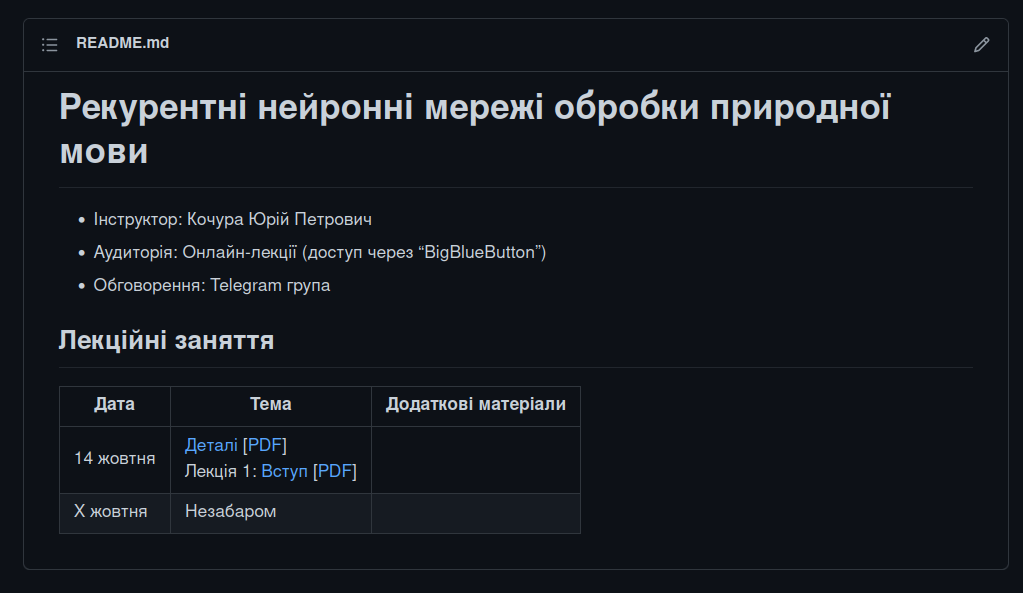 README.md
Рекурентні нейронні мережі обробки природної
мови
Інструктор: Кочура Юрій Петрович
Аудиторія: Онлайн-лекції (доступ через “BigBlueButton”)
Обговорення: Telegram група
Лекційні заняття
Дата Тема Додаткові матеріали
14 жовтня
Деталі [PDF]
Лекція 1: Вступ [PDF]
X жовтня Незабаром